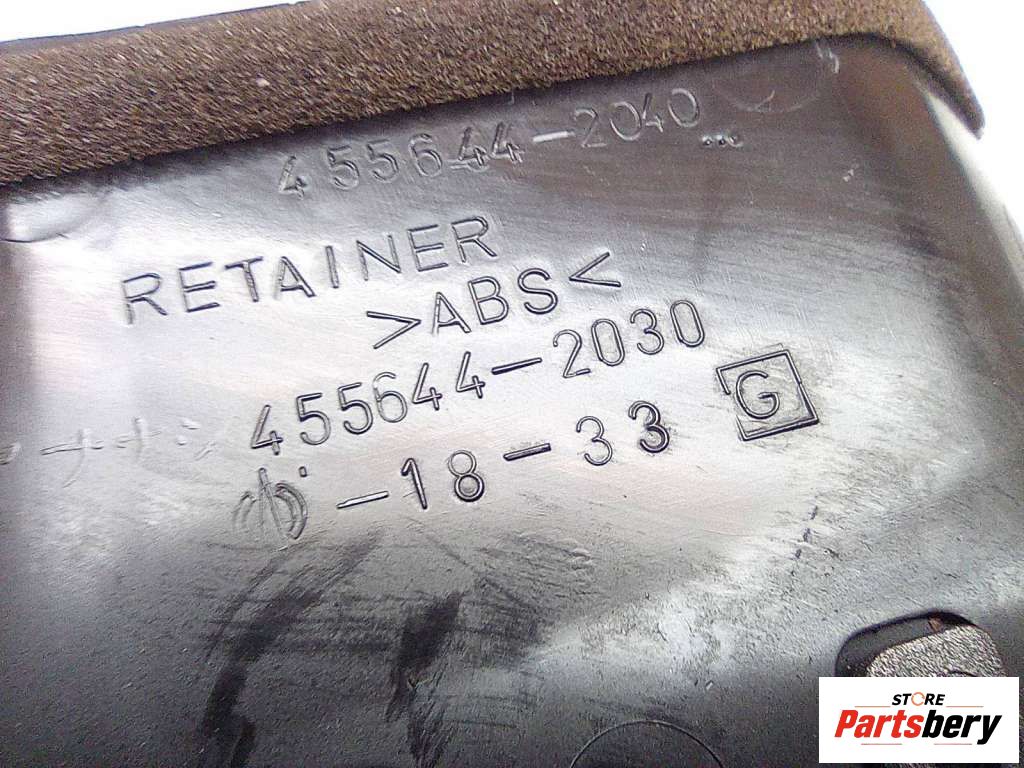 455644-2040
RETAINER
>ABS<
455644-2030
-18-33
G
STORE
Partsbery